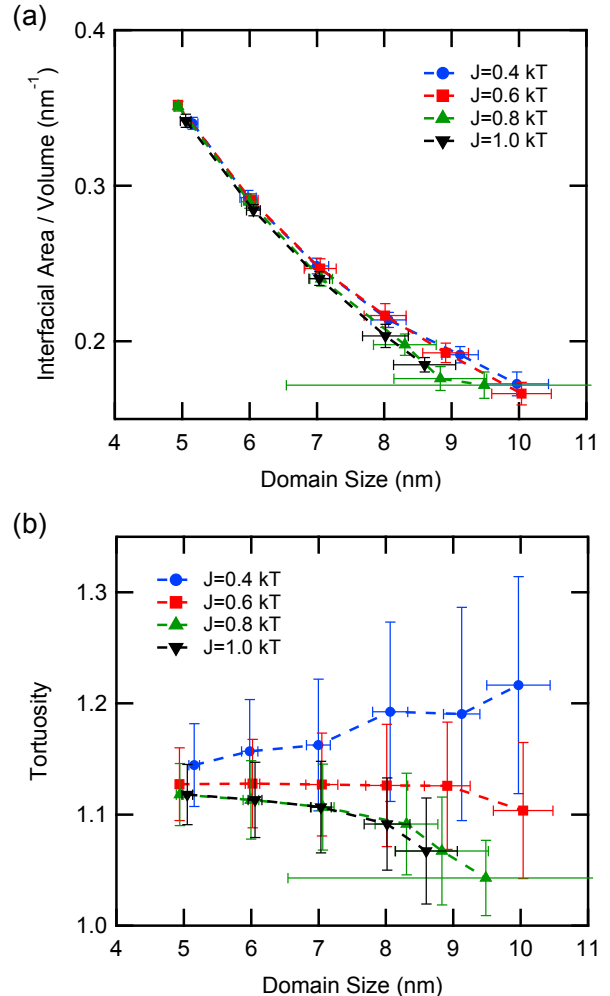 (a)
0.4
0.3
0.2
Interfacial Area / Volume (nm⁻¹)
J=0.4 kT
J=0.6 kT
J=0.8 kT
J=1.0 kT
4 5 6 7 8 9 10 11
Domain Size (nm)
(b)
1.3
1.2
1.1
1.0
Tortuosity
J=0.4 kT
J=0.6 kT
J=0.8 kT
J=1.0 kT
4 5 6 7 8 9 10 11
Domain Size (nm)